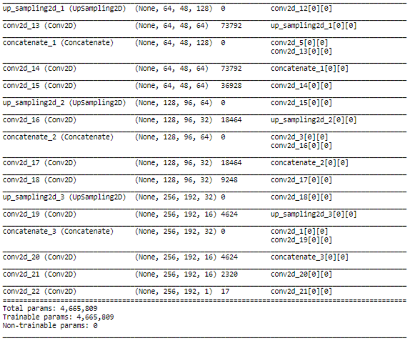 up_sampling2d_1 (UpSampling2D) (None, 64, 48, 128) 0 conv2d_12[0][0]
conv2d_13 (Conv2D) (None, 64, 48, 64) 73792 up_sampling2d_1[0][0]
concatenate_1 (Concatenate) (None, 64, 48, 128) 0 conv2d_5[0][0]
conv2d_13[0][0]
conv2d_14 (Conv2D) (None, 64, 48, 64) 73792 concatenate_1[0][0]
conv2d_15 (Conv2D) (None, 64, 48, 64) 36928 conv2d_14[0][0]
up_sampling2d_2 (UpSampling2D) (None, 128, 96, 64) 0 conv2d_15[0][0]
conv2d_16 (Conv2D) (None, 128, 96, 32) 18464 up_sampling2d_2[0][0]
concatenate_2 (Concatenate) (None, 128, 96, 64) 0 conv2d_3[0][0]
conv2d_16[0][0]
conv2d_17 (Conv2D) (None, 128, 96, 32) 18464 concatenate_2[0][0]
conv2d_18 (Conv2D) (None, 128, 96, 32) 9248 conv2d_17[0][0]
up_sampling2d_3 (UpSampling2D) (None, 256, 192, 32) 0 conv2d_18[0][0]
conv2d_19 (Conv2D) (None, 256, 192, 16) 4624 up_sampling2d_3[0][0]
concatenate_3 (Concatenate) (None, 256, 192, 32) 0 conv2d_1[0][0]
conv2d_19[0][0]
conv2d_20 (Conv2D) (None, 256, 192, 16) 4624 concatenate_3[0][0]
conv2d_21 (Conv2D) (None, 256, 192, 16) 2320 conv2d_20[0][0]
conv2d_22 (Conv2D) (None, 256, 192, 1) 17 conv2d_21[0][0]
Total params: 4,665,809
Trainable params: 4,665,809
Non-trainable params: 0